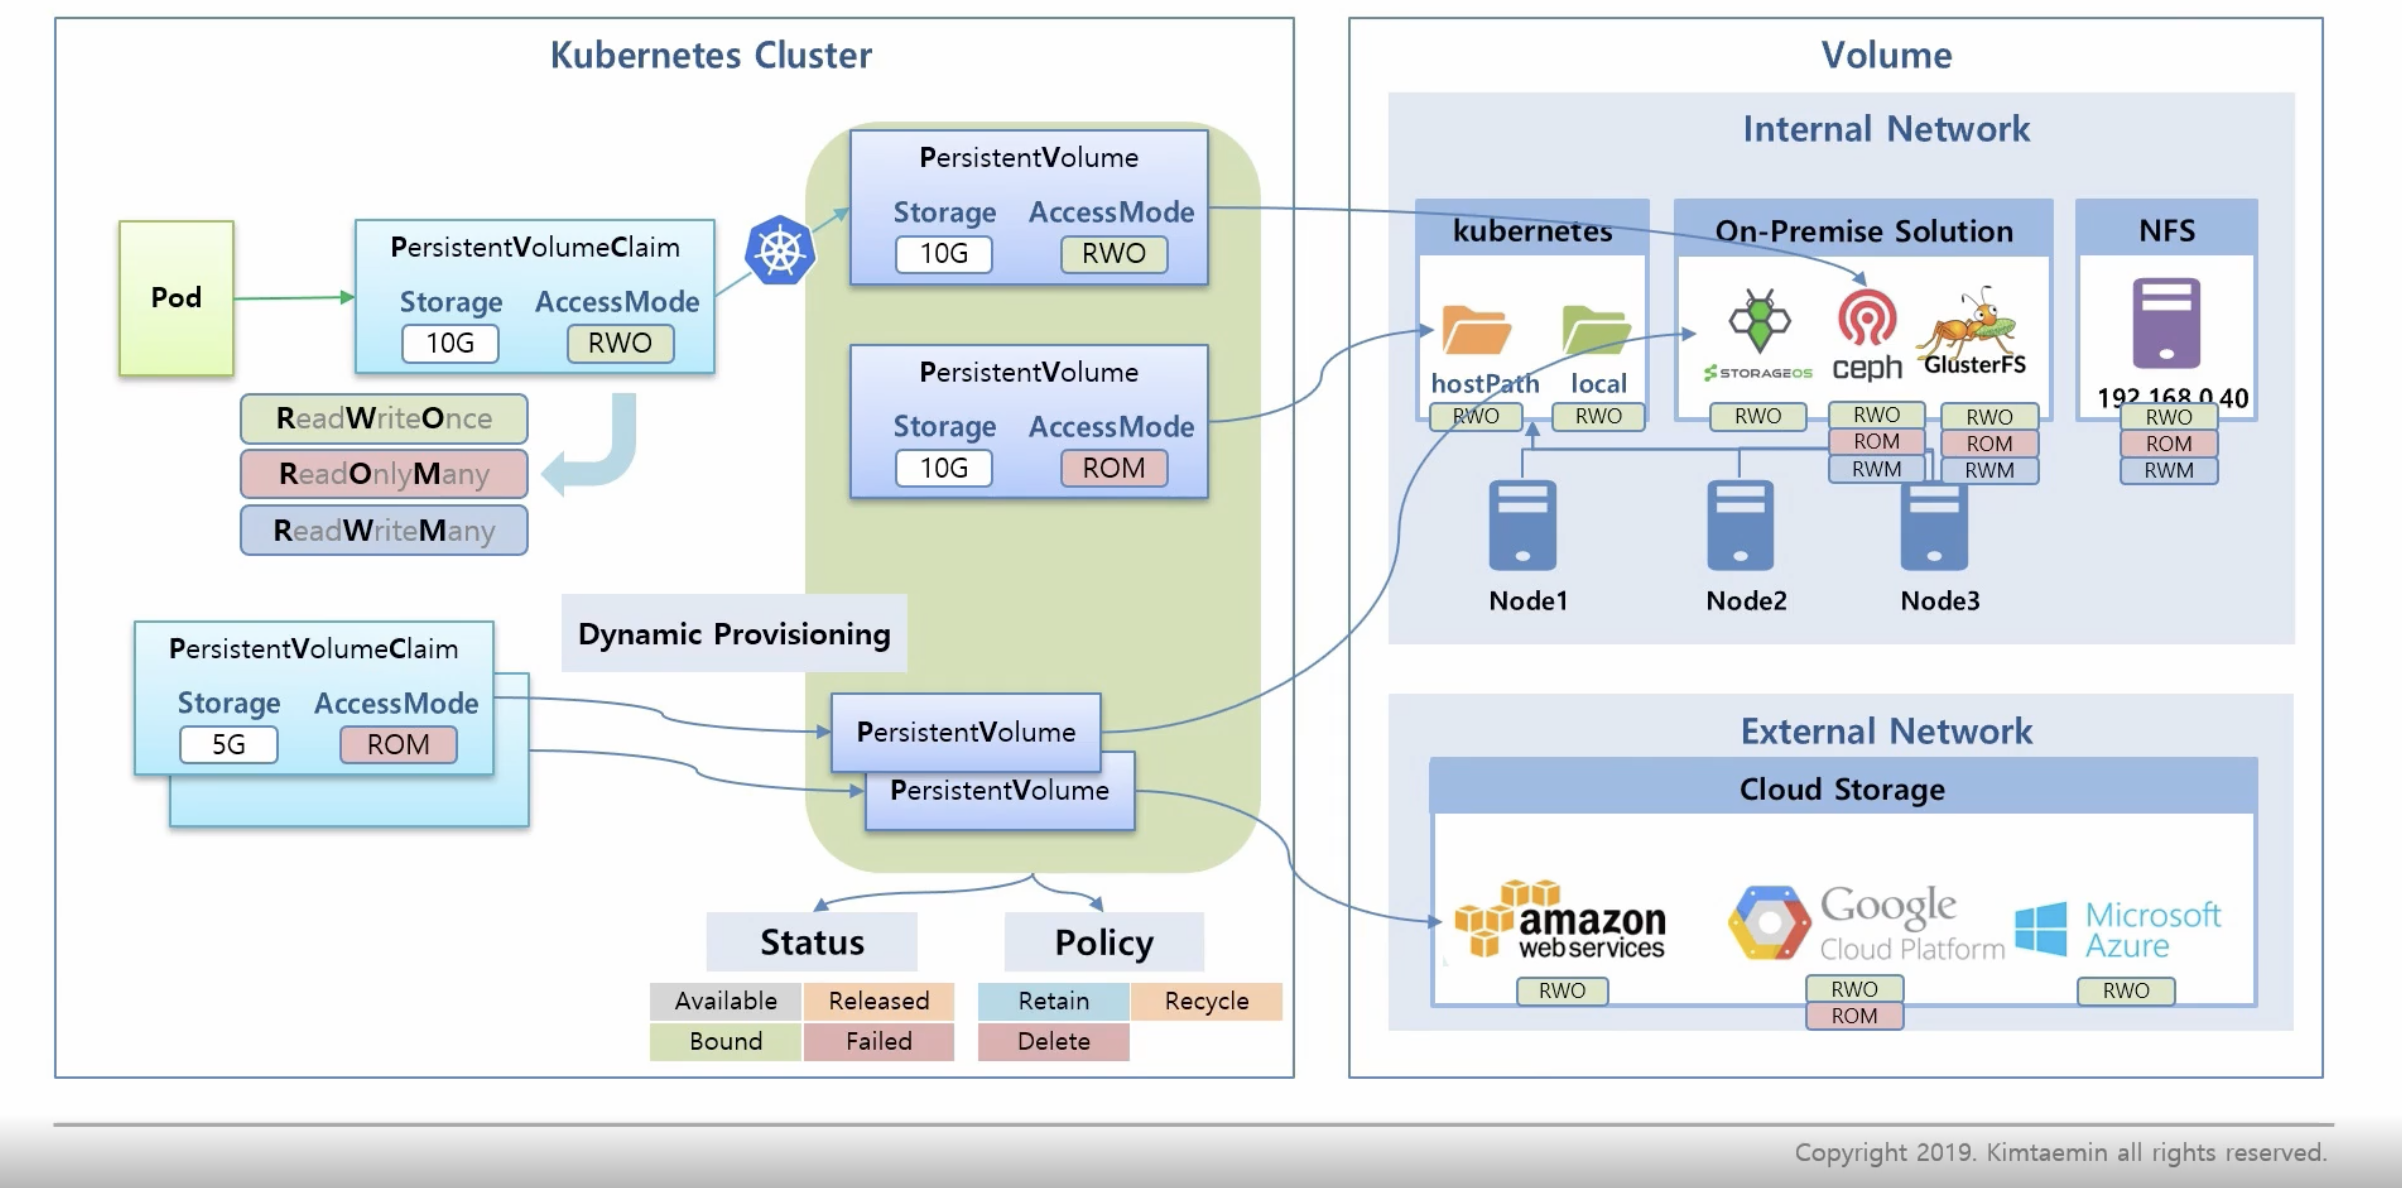 Kubernetes Cluster
PersistentVolume
Storage AccessMode
10G RWO
Pod
PersistentVolumeClaim
Storage AccessMode
10G RWO
ReadWriteOnce
ReadOnlyMany
ReadWriteMany
PersistentVolume
Storage AccessMode
10G ROM
Dynamic Provisioning
PersistentVolumeClaim
Storage AccessMode
5G ROM
PersistentVolume
PersistentVolume
Status
Available Released
Bound Failed
Policy
Retain Recycle
Delete
Volume
Internal Network
kubernetes
hostPath local
RWO RWO
On-Premise Solution
STORAGEOS
ceph
GlusterFS
RWO
RWO
ROM
RWM
RWO
ROM
RWM
NFS
192.168.0.40
RWO
ROM
RWM
Node1 Node2 Node3
External Network
Cloud Storage
amazon
web services
RWO
Google
Cloud Platform
RWO
ROM
Microsoft
Azure
RWO
Copyright 2019. Kimtaemin all rights reserved.